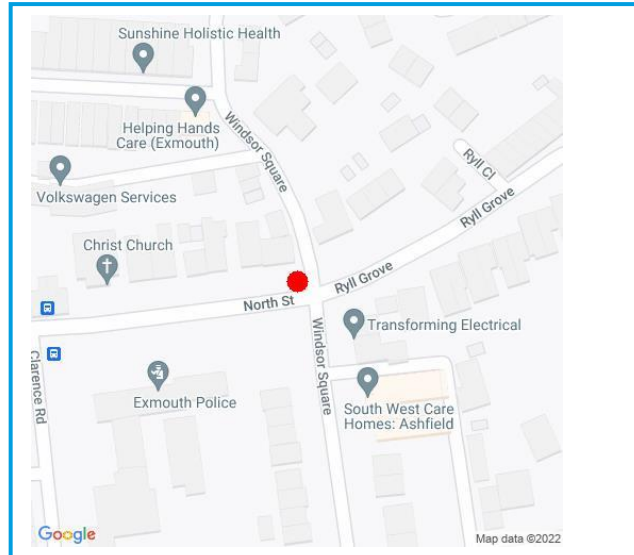 Sunshine Holistic Health
Helping Hands
Care (Exmouth)
Windsor Square
Volkswagen Services
Ryll Cl
Ryll Grove
Christ Church
Ryll Grove
North St
Windsor Square
Transforming Electrical
Clarence Rd
Exmouth Police
South West Care
Homes: Ashfield
Google
Map data ©2022